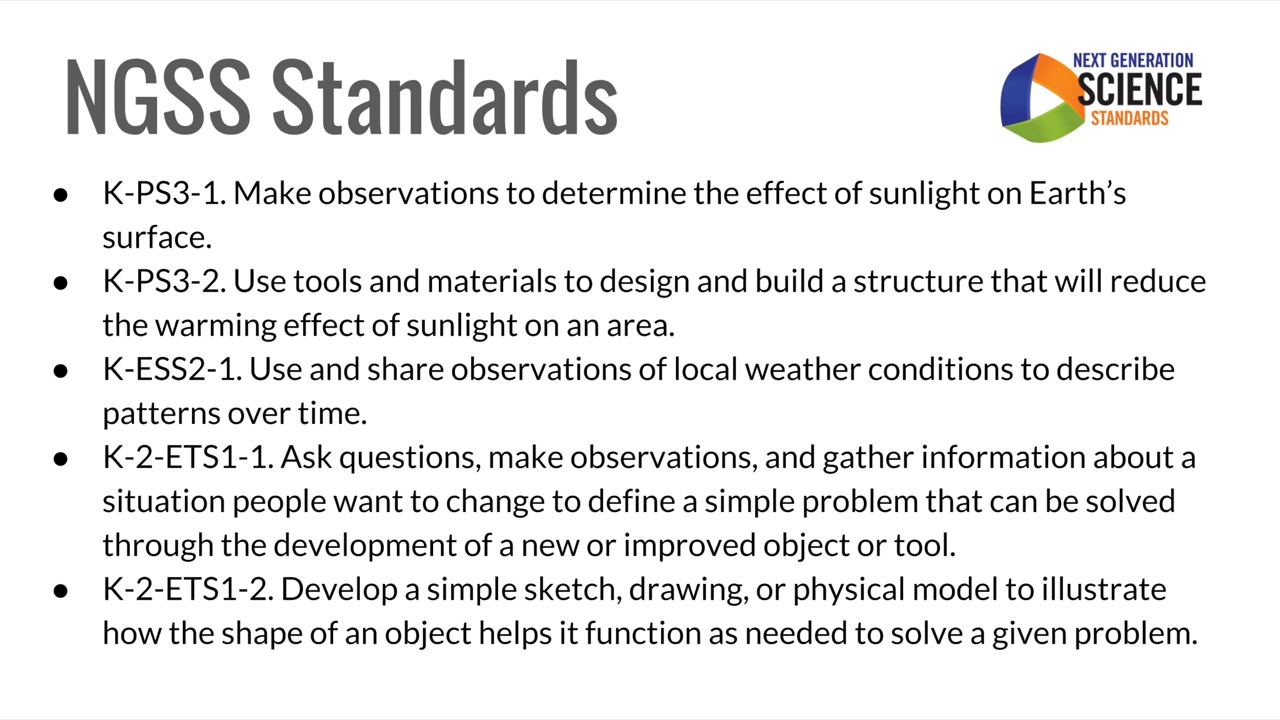 NGSS Standards
NEXT GENERATION
SCIENCE
STANDARDS
● K-PS3-1. Make observations to determine the effect of sunlight on Earth’s
surface.
● K-PS3-2. Use tools and materials to design and build a structure that will reduce
the warming effect of sunlight on an area.
● K-ESS2-1. Use and share observations of local weather conditions to describe
patterns over time.
● K-2-ETS1-1. Ask questions, make observations, and gather information about a
situation people want to change to define a simple problem that can be solved
through the development of a new or improved object or tool.
● K-2-ETS1-2. Develop a simple sketch, drawing, or physical model to illustrate
how the shape of an object helps it function as needed to solve a given problem.